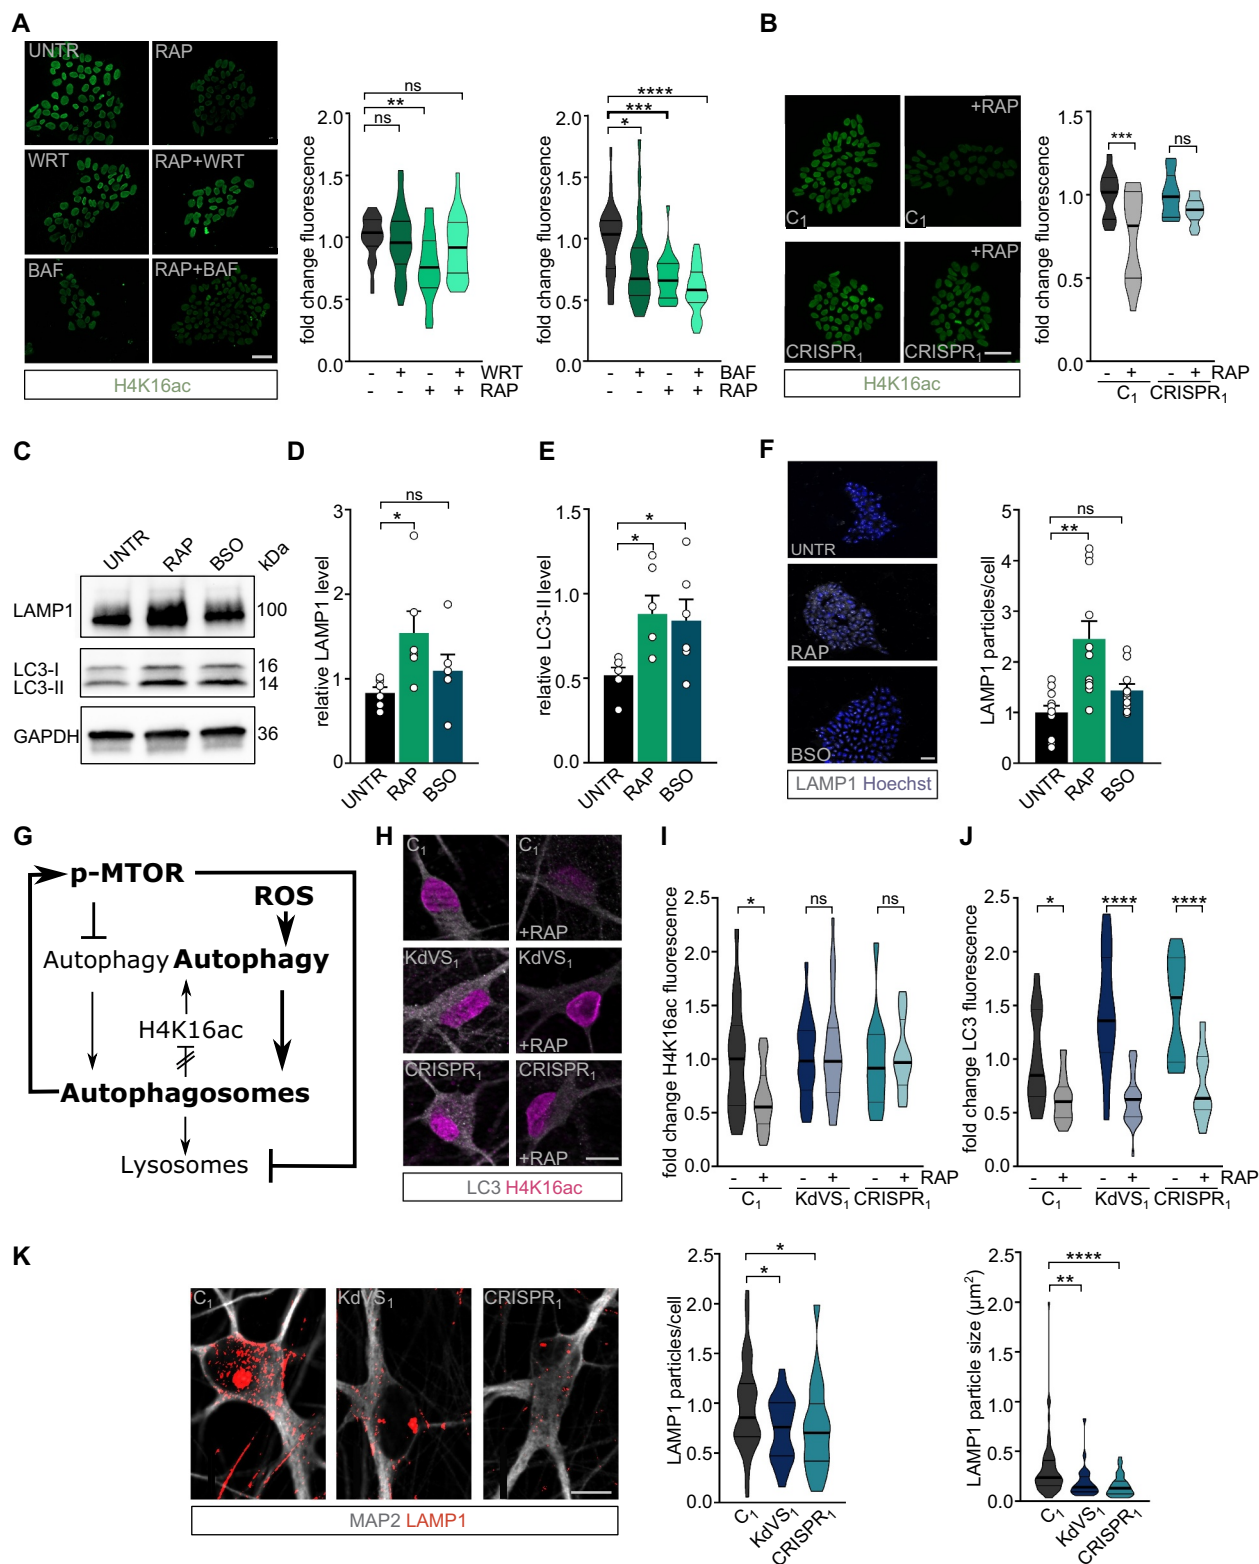 A
UNTR
RAP
WRT
RAP+WRT
BAF
RAP+BAF
H4K16ac
fold change fluorescence
2.0
1.5
1.0
0.5
0.0
ns
**
ns
- + - + WRT
- - + + RAP
fold change fluorescence
2.0
1.5
1.0
0.5
0.0
****
***
*
- + - + BAF
- - + + RAP
B
C1
+RAP
C1
CRISPR1
+RAP
CRISPR1
H4K16ac
fold change fluorescence
1.5
1.0
0.5
0.0
***
ns
- + - + RAP
C1 CRISPR1
C
UNTR RAP BSO kDa
LAMP1 100
LC3-I 16
LC3-II 14
GAPDH 36
D
relative LAMP1 level
3
2
1
0
ns
*
UNTR RAP BSO
E
relative LC3-II level
1.5
1.0
0.5
0.0
*
*
UNTR RAP BSO
F
UNTR
RAP
BSO
LAMP1 Hoechst
LAMP1 particles/cell
5
4
3
2
1
0
ns
**
UNTR RAP BSO
G
p-MTOR
ROS
Autophagy Autophagy
H4K16ac
Autophagosomes
Lysosomes
H
C1
C1
+RAP
KdVS1
KdVS1
+RAP
CRISPR1
CRISPR1
+RAP
LC3 H4K16ac
I
fold change H4K16ac fluorescence
2.5
2.0
1.5
1.0
0.5
0.0
* ns ns
- + - + - +
C1 KdVS1 CRISPR1
J
fold change LC3 fluorescence
2.5
2.0
1.5
1.0
0.5
0.0
* **** ****
- + - + - + RAP
C1 KdVS1 CRISPR1
K
C1
KdVS1
CRISPR1
MAP2 LAMP1
LAMP1 particles/cell
2.5
2.0
1.5
1.0
0.5
0.0
*
*
C1 KdVS1 CRISPR1
LAMP1 particle size (µm²)
2.5
2.0
1.5
1.0
0.5
0.0
****
**
C1 KdVS1 CRISPR1